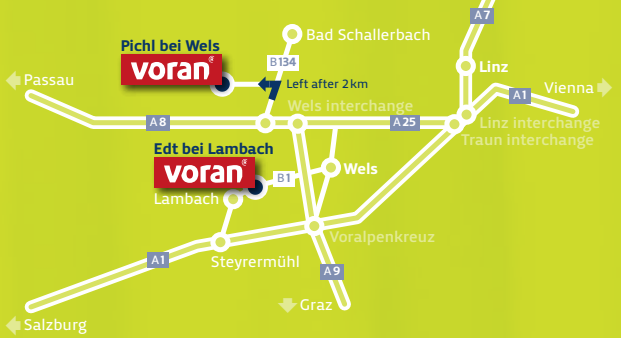 A7
Bad Schallerbach
Pichl bei Wels
voran
B134
Linz
Passau
Left after 2 km
Vienna
A1
Wels interchange
A8
A25
Linz interchange
Traun interchange
Edt bei Lambach
voran
B1
Wels
Lambach
Voralpenkreuz
A1
Steyrermühl
A9
Graz
Salzburg